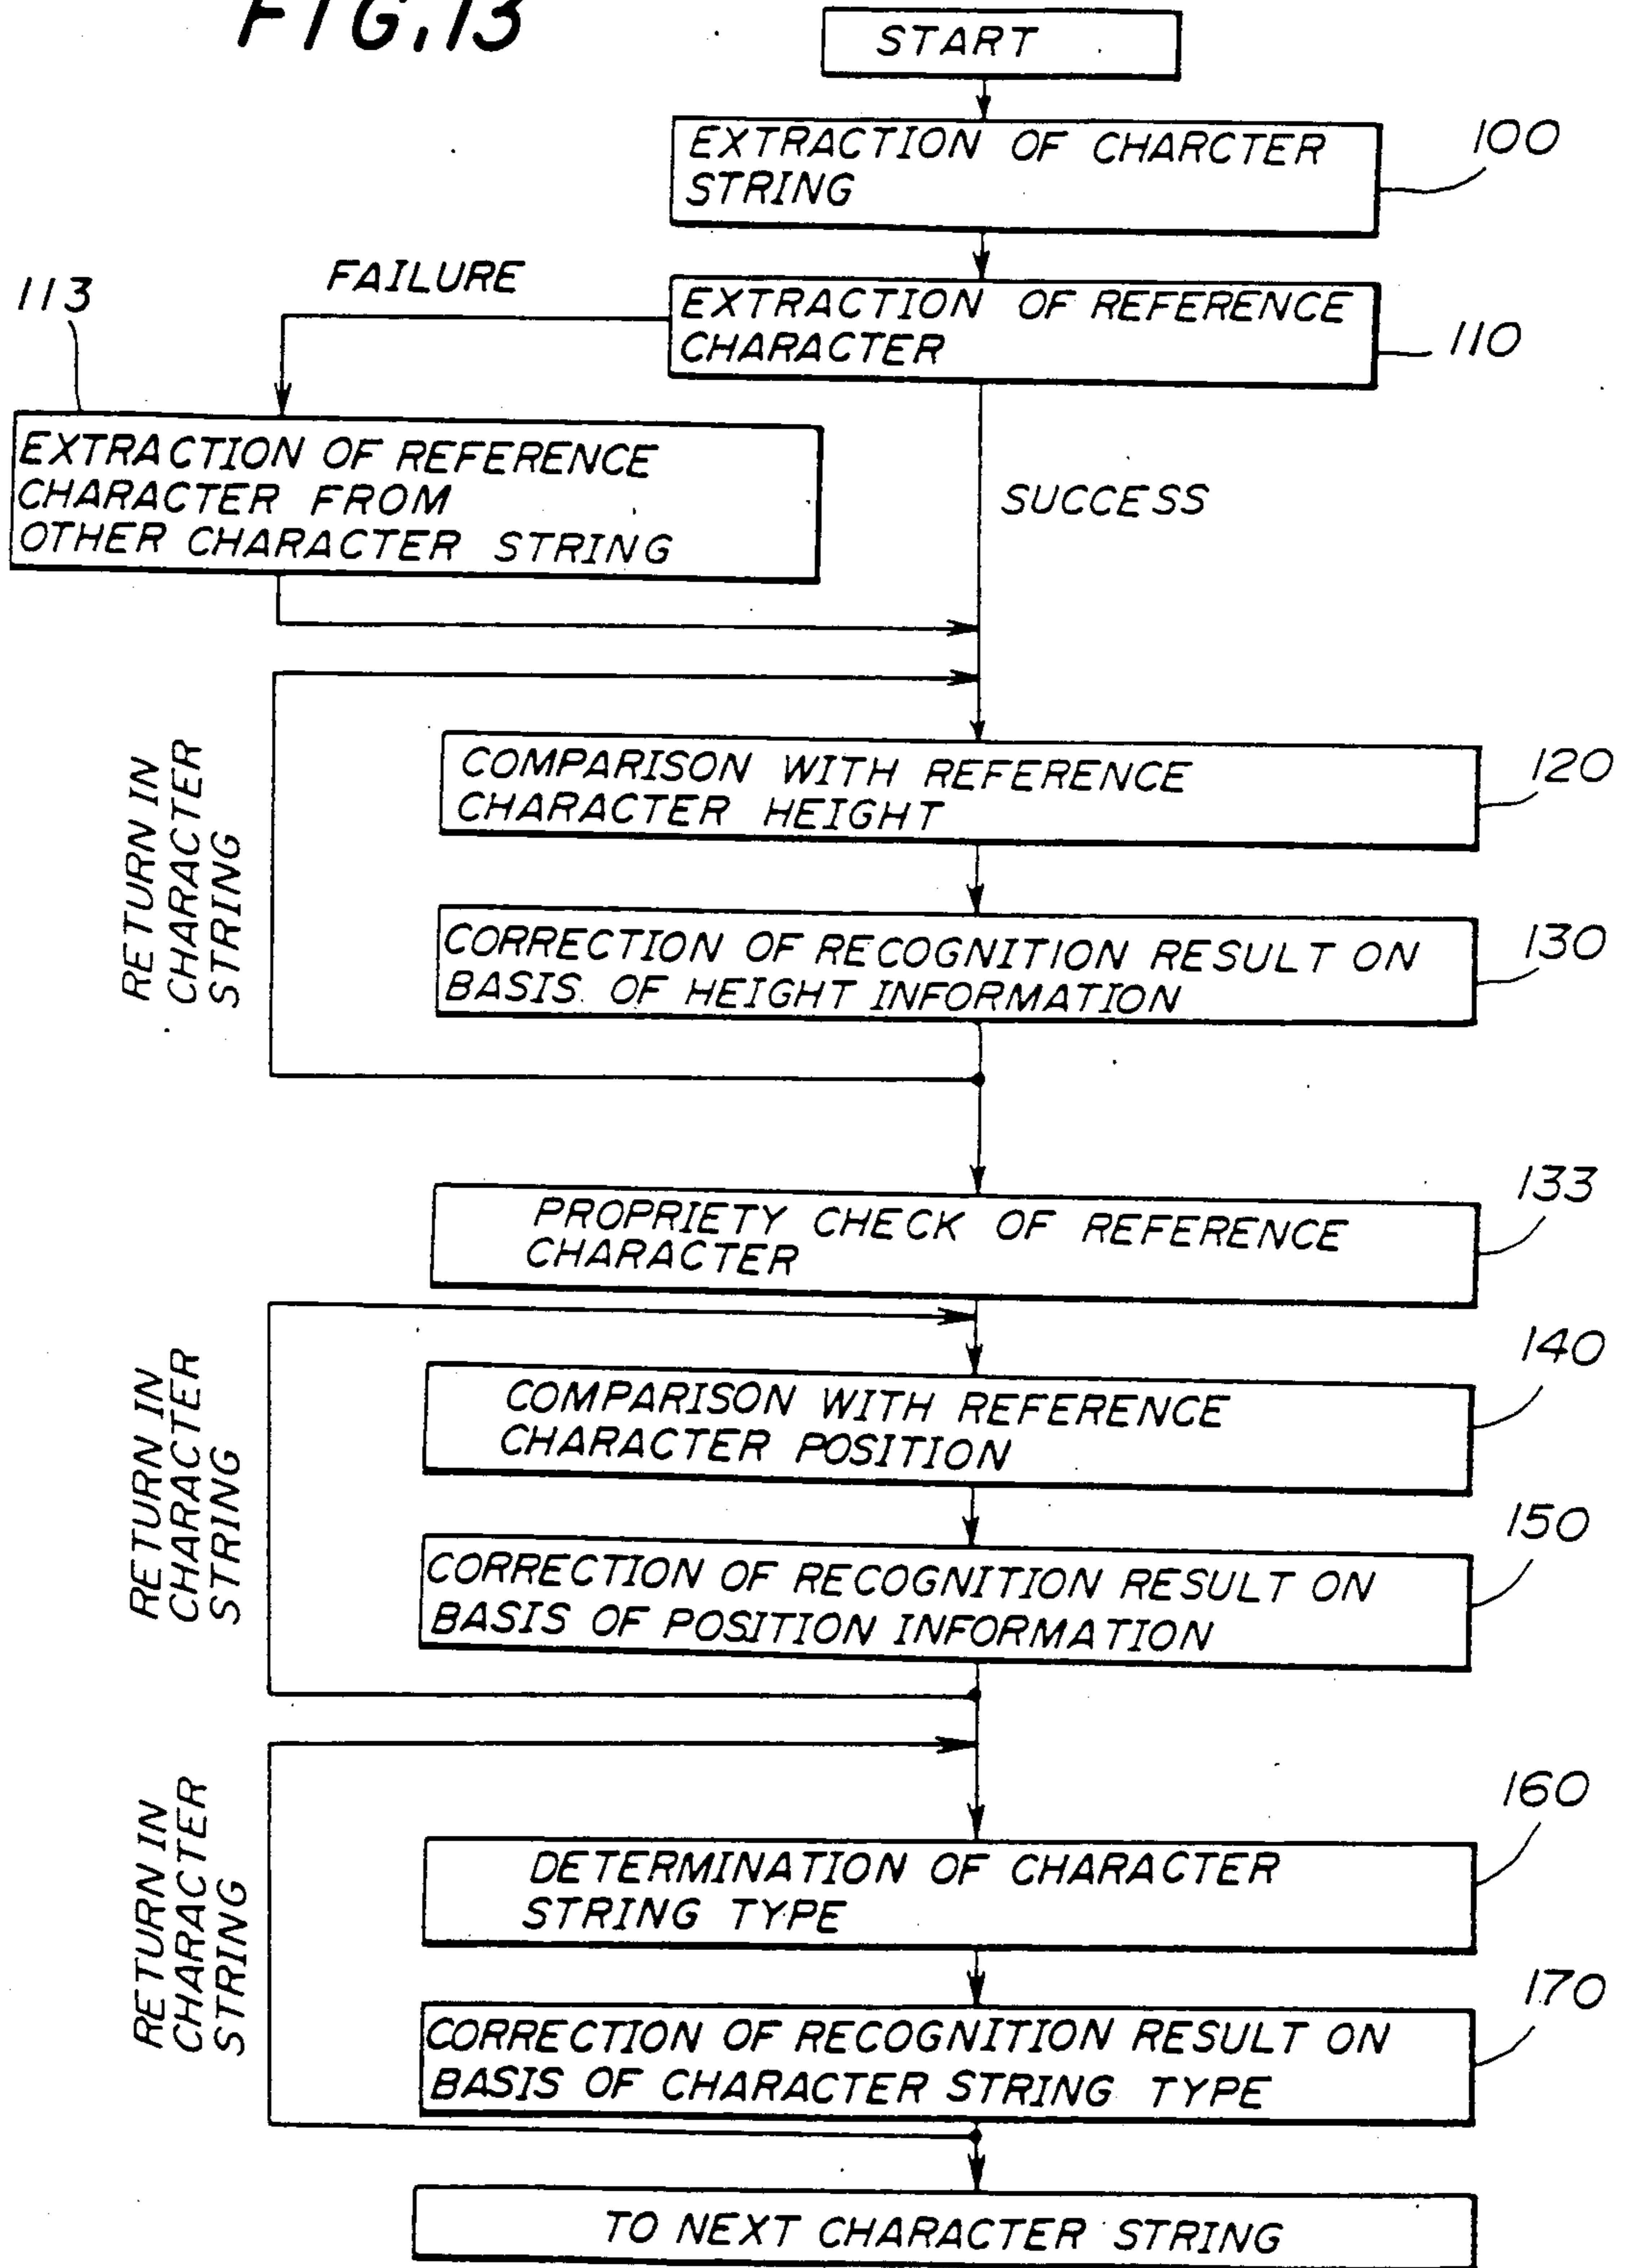 FIG.13
START
EXTRACTION OF CHARCTER
STRING
100
FAILURE
113
EXTRACTION OF REFERENCE
CHARACTER
110
EXTRACTION OF REFERENCE
CHARACTER FROM
OTHER CHARACTER STRING
SUCCESS
RETURN IN
CHARACTER
STRING
COMPARISON WITH REFERENCE
CHARACTER HEIGHT
120
CORRECTION OF RECOGNITION RESULT ON
BASIS OF HEIGHT INFORMATION
130
PROPRIETY CHECK OF REFERENCE
CHARACTER
133
RETURN IN
CHARACTER
STRING
COMPARISON WITH REFERENCE
CHARACTER POSITION
140
CORRECTION OF RECOGNITION RESULT ON
BASIS OF POSITION INFORMATION
150
RETURN IN
CHARACTER
STRING
DETERMINATION OF CHARACTER
STRING TYPE
160
CORRECTION OF RECOGNITION RESULT ON
BASIS OF CHARACTER STRING TYPE
170
TO NEXT CHARACTER STRING